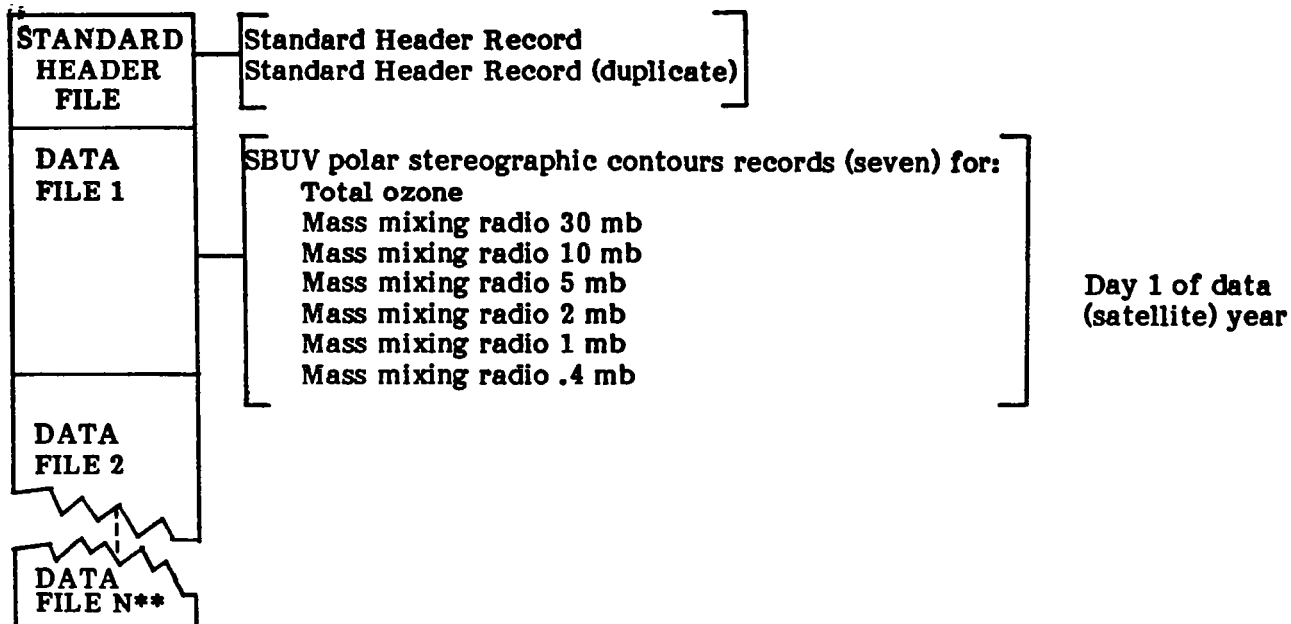 STANDARD
HEADER
FILE
Standard Header Record
Standard Header Record (duplicate)
DATA
FILE 1
SBUV polar stereographic contours records (seven) for:
Total ozone
Mass mixing radio 30 mb
Mass mixing radio 10 mb
Mass mixing radio 5 mb
Mass mixing radio 2 mb
Mass mixing radio 1 mb
Mass mixing radio .4 mb
Day 1 of data
(satellite) year
DATA
FILE 2
DATA
FILE N**